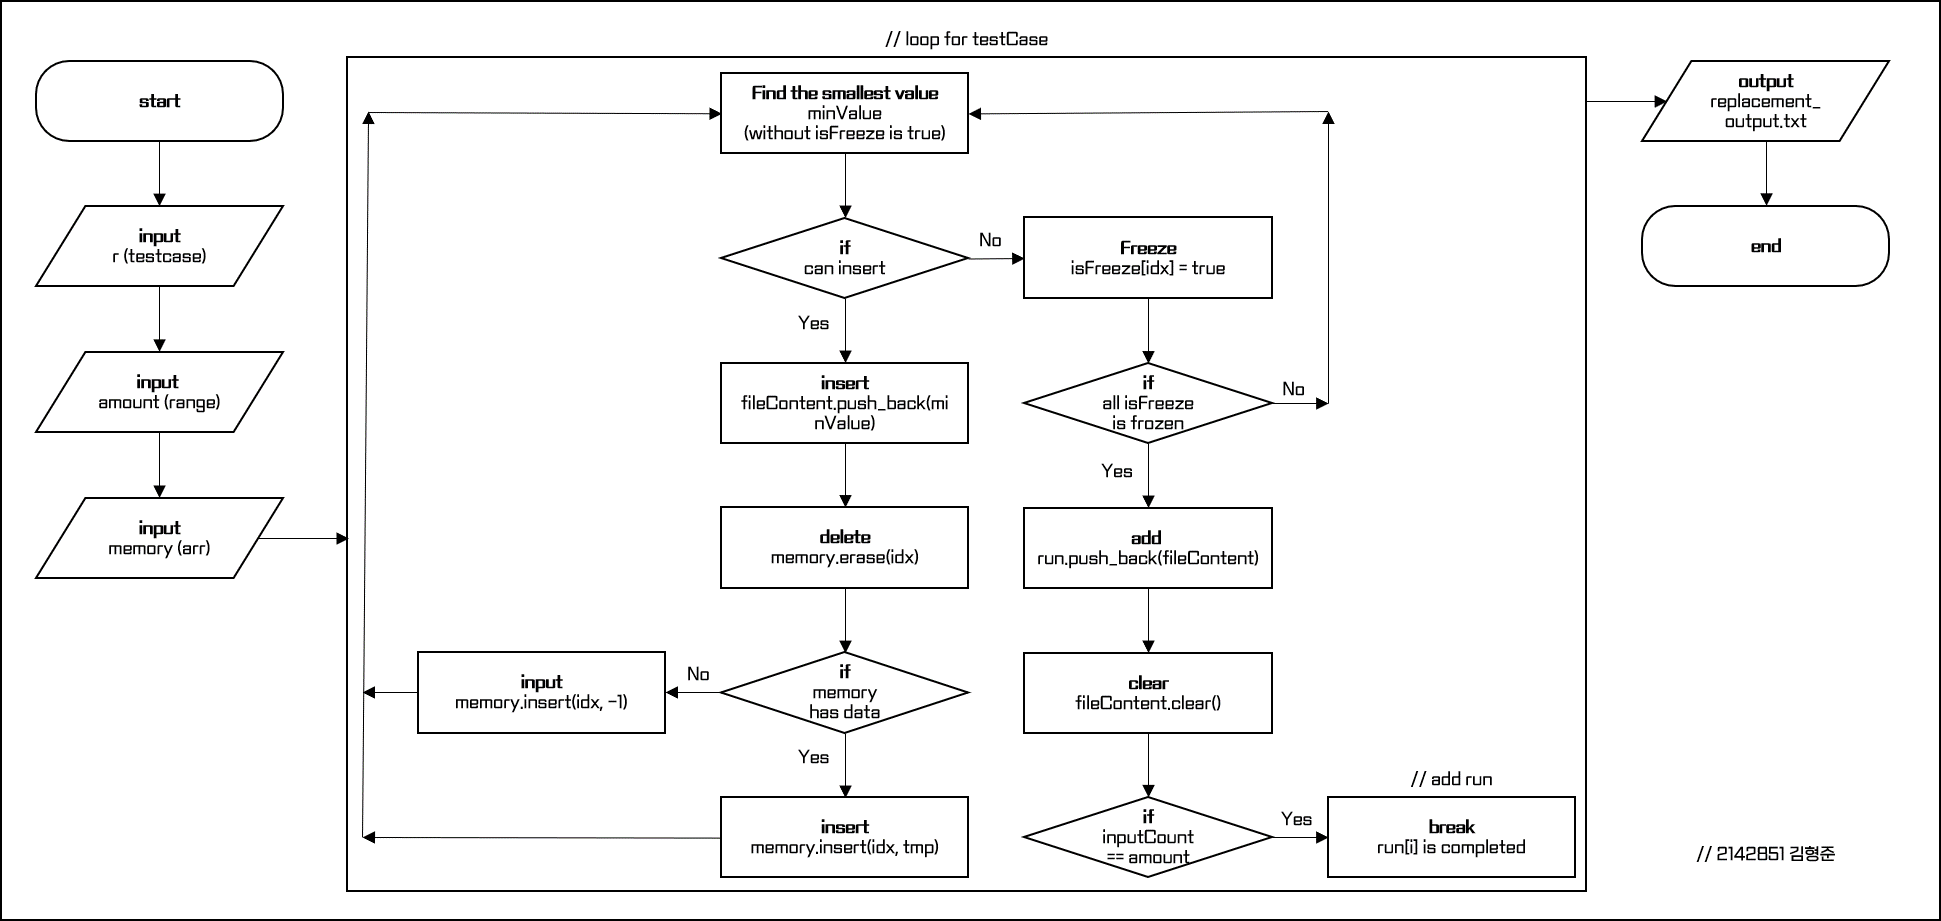 // loop for testCase
start
input
r (testcase)
input
amount (range)
input
memory (arr)
Find the smallest value
minValue
(without isFreeze is true)
if
can insert
No
Yes
Freeze
isFreeze[idx] = true
insert
fileContent.push_back(mi
nValue)
if
all isFreeze
is frozen
No
Yes
delete
memory.erase(idx)
add
run.push_back(fileContent)
input
memory.insert(idx, -1)
No
if
memory
has data
Yes
clear
fileContent.clear()
insert
memory.insert(idx, tmp)
if
inputCount
== amount
Yes
// add run
break
run[i] is completed
output
replacement_
output.txt
end
// 2142851 김형준